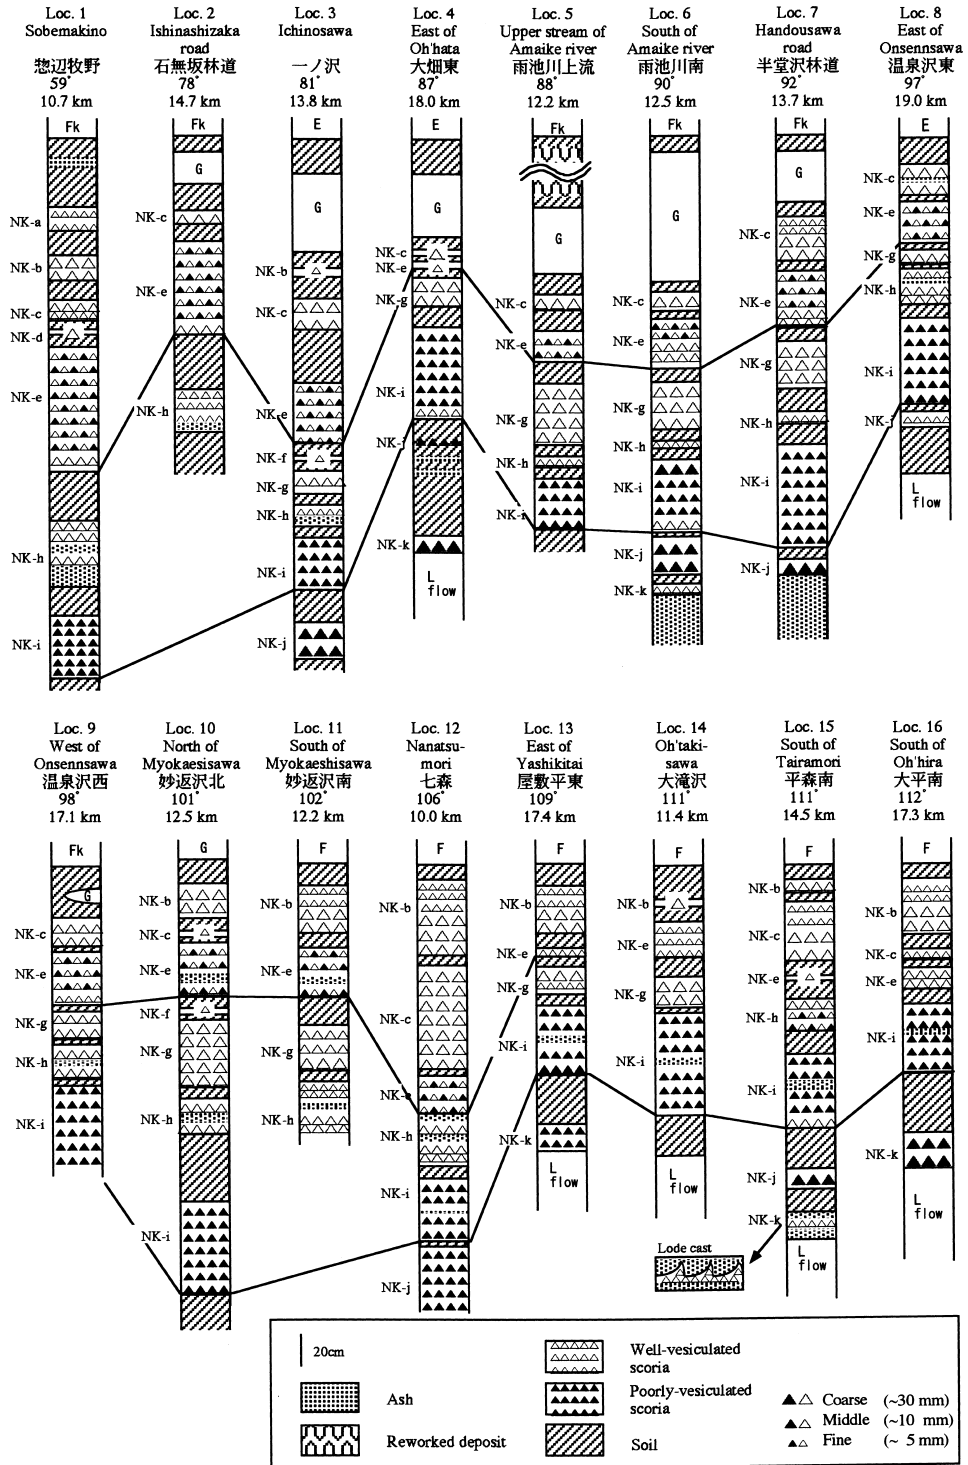 Loc. 1
Sobemakino
惣辺牧野
59°
10.7 km
Loc. 2
Ishinashizaka
road
石無坂林道
78°
14.7 km
Loc. 3
Ichinosawa
一ノ沢
81°
13.8 km
Loc. 4
East of
Oh'hata
大畑東
87°
18.0 km
Loc. 5
Upper stream of
Amaike river
雨池川上流
88°
12.2 km
Loc. 6
South of
Amaike river
雨池川南
90°
12.5 km
Loc. 7
Handousawa
road
半堂沢林道
92°
13.7 km
Loc. 8
East of
Onsennsawa
温泉沢東
97°
19.0 km
Fk
NK-a
NK-b
NK-c
NK-d
NK-e
NK-h
NK-i
Fk
G
NK-c
NK-e
NK-h
E
G
NK-b
NK-c
NK-e
NK-f
NK-g
NK-h
NK-i
NK-j
E
G
NK-c
NK-e
NK-g
NK-i
NK-j
NK-k
L
flow
Fk
G
NK-c
NK-e
NK-g
NK-h
NK-i
Fk
G
NK-c
NK-e
NK-g
NK-h
NK-i
NK-j
NK-k
Fk
G
NK-c
NK-e
NK-g
NK-h
NK-i
NK-j
E
NK-c
NK-e
NK-g
NK-h
NK-i
NK-j
L
flow
Loc. 9
West of
Onsennsawa
温泉沢西
98°
17.1 km
Loc. 10
North of
Myokaesisawa
妙返沢北
101°
12.5 km
Loc. 11
South of
Myokaeshisawa
妙返沢南
102°
12.2 km
Loc. 12
Nanatsu-
mori
七森
106°
10.0 km
Loc. 13
East of
Yashikitai
屋敷平東
109°
17.4 km
Loc. 14
Oh'taki-
sawa
大滝沢
111°
11.4 km
Loc. 15
South of
Tairamori
平森南
111°
14.5 km
Loc. 16
South of
Oh'hira
大平南
112°
17.3 km
Fk
G
NK-c
NK-e
NK-g
NK-h
NK-i
G
NK-b
NK-c
NK-e
NK-f
NK-g
NK-h
NK-i
F
NK-b
NK-e
NK-g
NK-h
F
NK-b
NK-c
NK-e
NK-h
NK-i
NK-j
F
NK-b
NK-e
NK-g
NK-i
NK-k
L
flow
F
NK-b
NK-e
NK-g
NK-i
L
flow
Lode cast
F
NK-b
NK-c
NK-e
NK-h
NK-i
NK-j
NK-k
L
flow
F
NK-b
NK-c
NK-e
NK-i
NK-k
L
flow
20cm
Ash
Reworked deposit
Well-vesiculated
scoria
Poorly-vesiculated
scoria
Soil
Coarse (~30 mm)
Middle (~10 mm)
Fine (~ 5 mm)